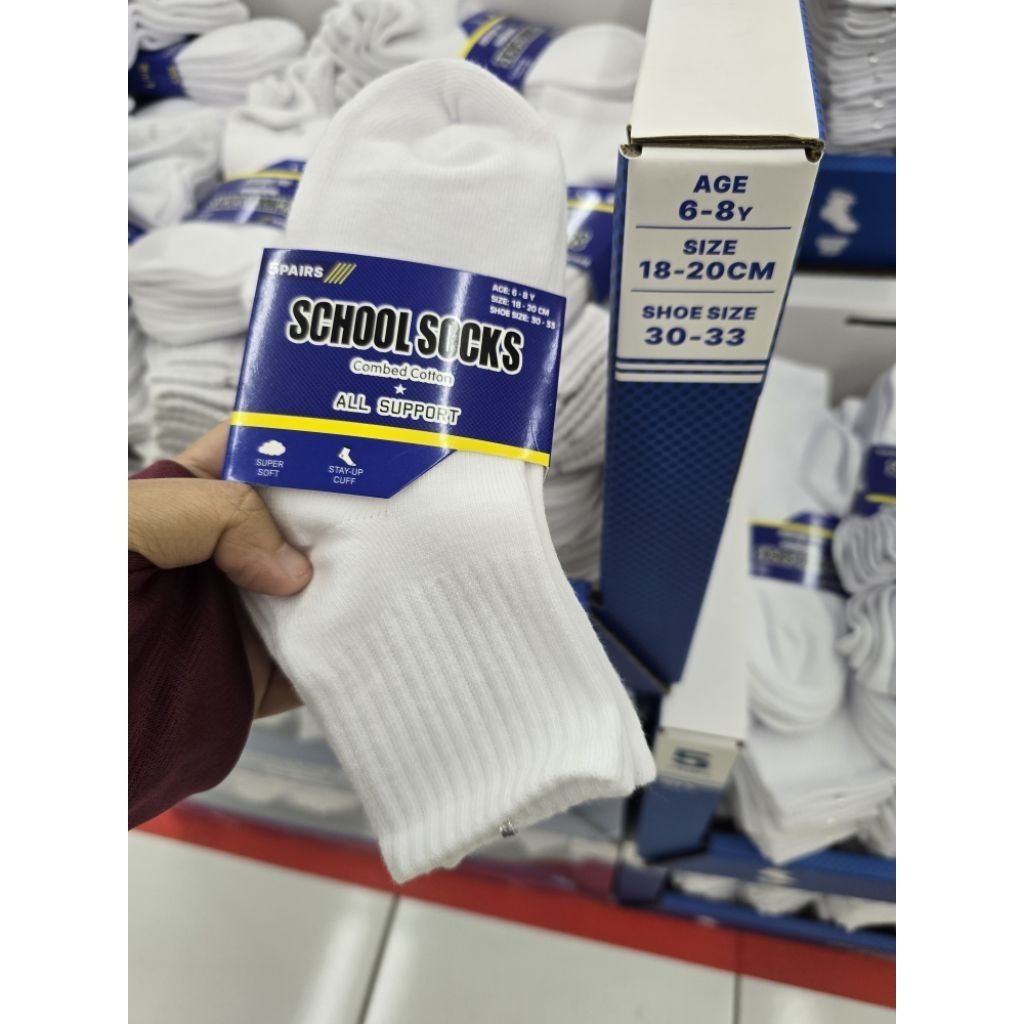 5PAIRS
AGE: 6 - 8 Y
SIZE: 18 - 20 CM
SHOE SIZE: 30 - 33
SCHOOL SOCKS
Combed Cotton
ALL SUPPORT
SUPER
SOFT
STAY-UP
CUFF
AGE
6-8Y
SIZE
18-20CM
SHOE SIZE
30-33
5